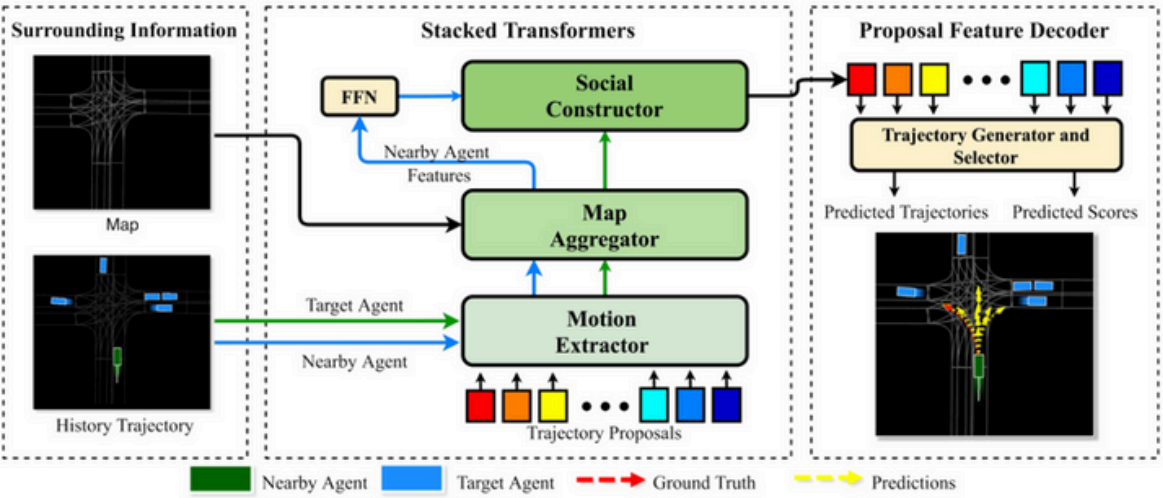 Surrounding Information
Map
History Trajectory
Stacked Transformers
FFN
Social
Constructor
Nearby Agent
Features
Map
Aggregator
Target Agent
Nearby Agent
Motion
Extractor
Trajectory Proposals
Proposal Feature Decoder
Trajectory Generator and
Selector
Predicted Trajectories
Predicted Scores
Nearby Agent
Target Agent
Ground Truth
Predictions